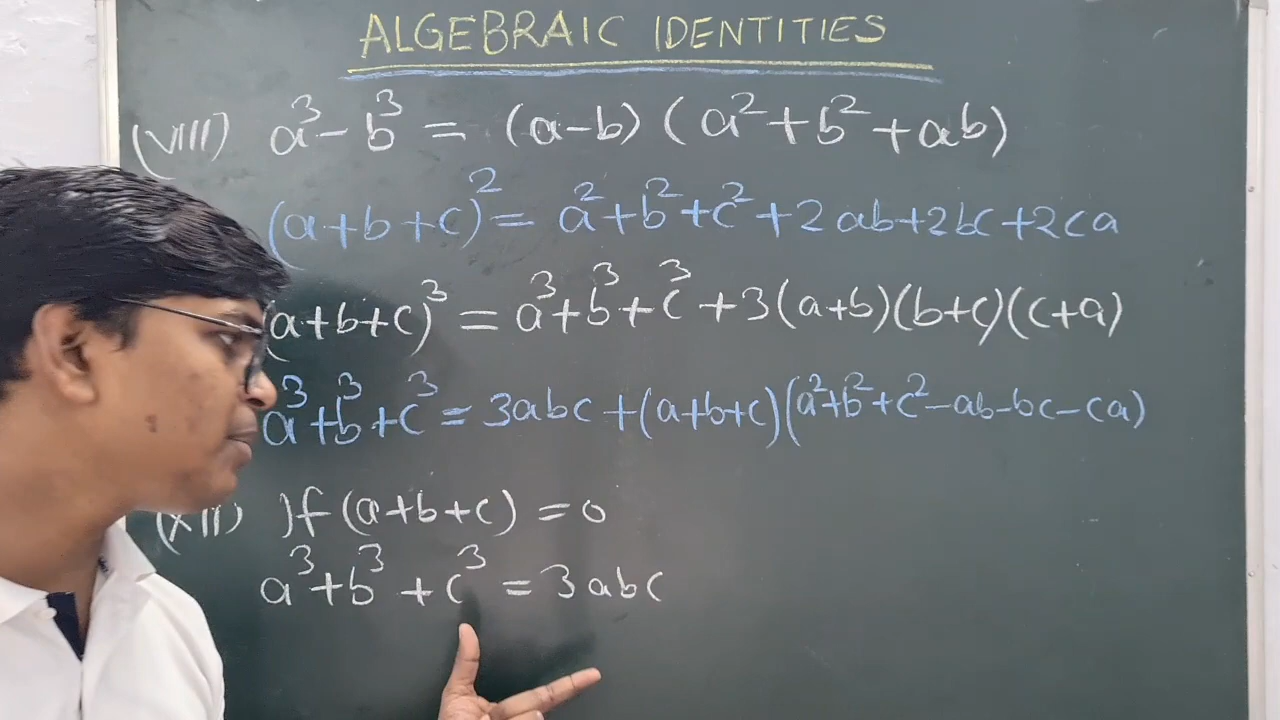 ALGEBRAIC IDENTITIES
(VIII) a³ - b³ = (a-b) (a² + b² + ab)
(a+b+c)² = a² + b² + c² + 2ab + 2bc + 2ca
(a+b+c)³ = a³ + b³ + c³ + 3(a+b)(b+c)(c+a)
a³ + b³ + c³ = 3abc + (a+b+c)(a² + b² + c² - ab - bc - ca)
(XII) If (a+b+c) = 0
a³ + b³ + c³ = 3abc